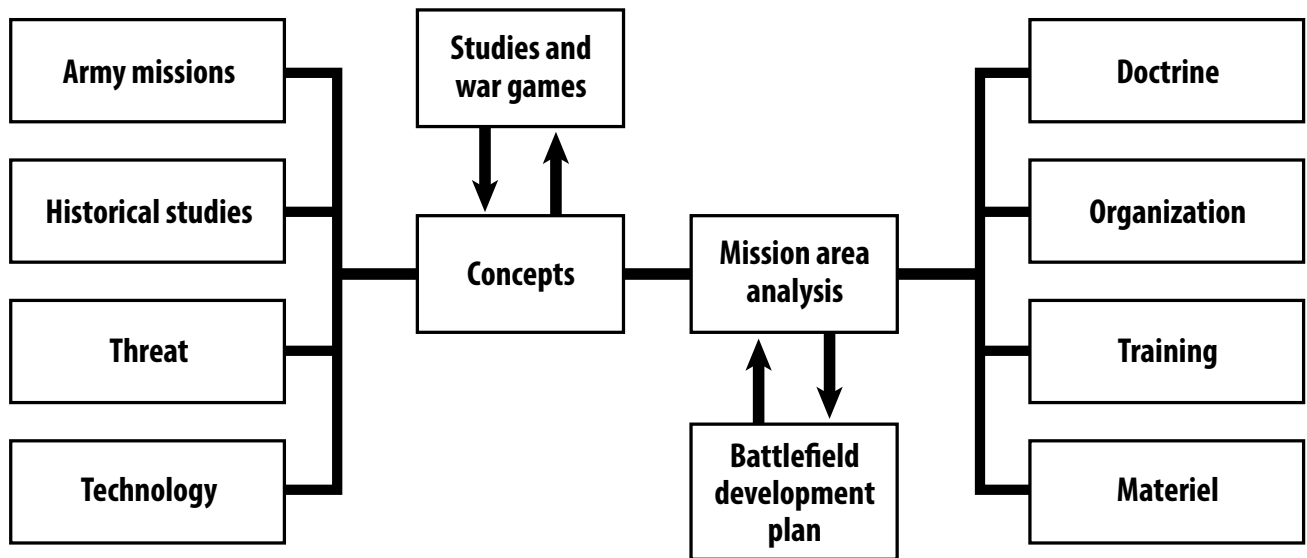 Army missions
Historical studies
Threat
Technology
Studies and
war games
Concepts
Mission area
analysis
Battlefield
development
plan
Doctrine
Organization
Training
Materiel